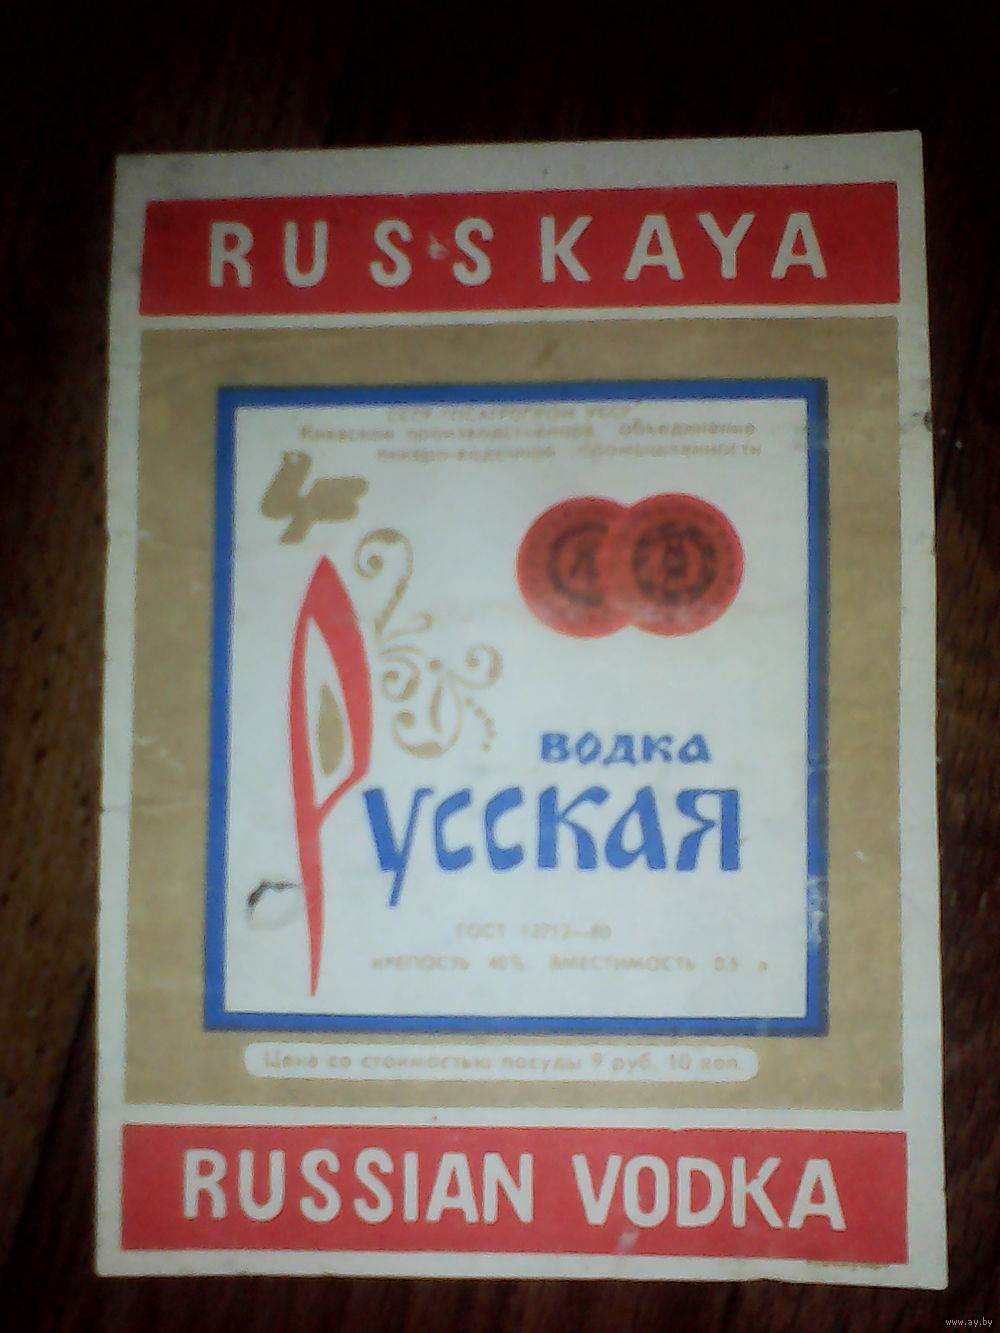 RUSSKAYA
СССР ГОСАГРОПРОМ УССР
Киевское производственное объединение
ликеро-водочной промышленности
водка
Русская
ГОСТ 12712—80
КРЕПОСТЬ 40% ВМЕСТИМОСТЬ 0,5 л
Цена со стоимостью посуды 9 руб. 10 коп.
RUSSIAN VODKA
www.ay.by